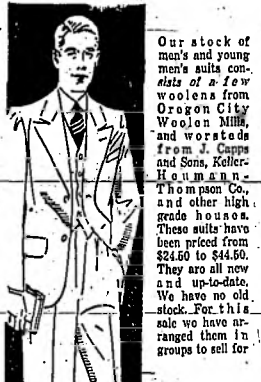 Our stock of
men's and young
men's suits con-
sists of a few
woolens from
Oregon City
Woolen Mills,
and worsteds
from J. Capps
and Sons, Keller-
Heumann-
Thompson Co.,
and other high
grade houses.
These suits have
been priced from
$24.50 to $44.50.
They are all new
and up-to-date.
We have no old
stock. For this
sale we have ar-
ranged them in
groups to sell for